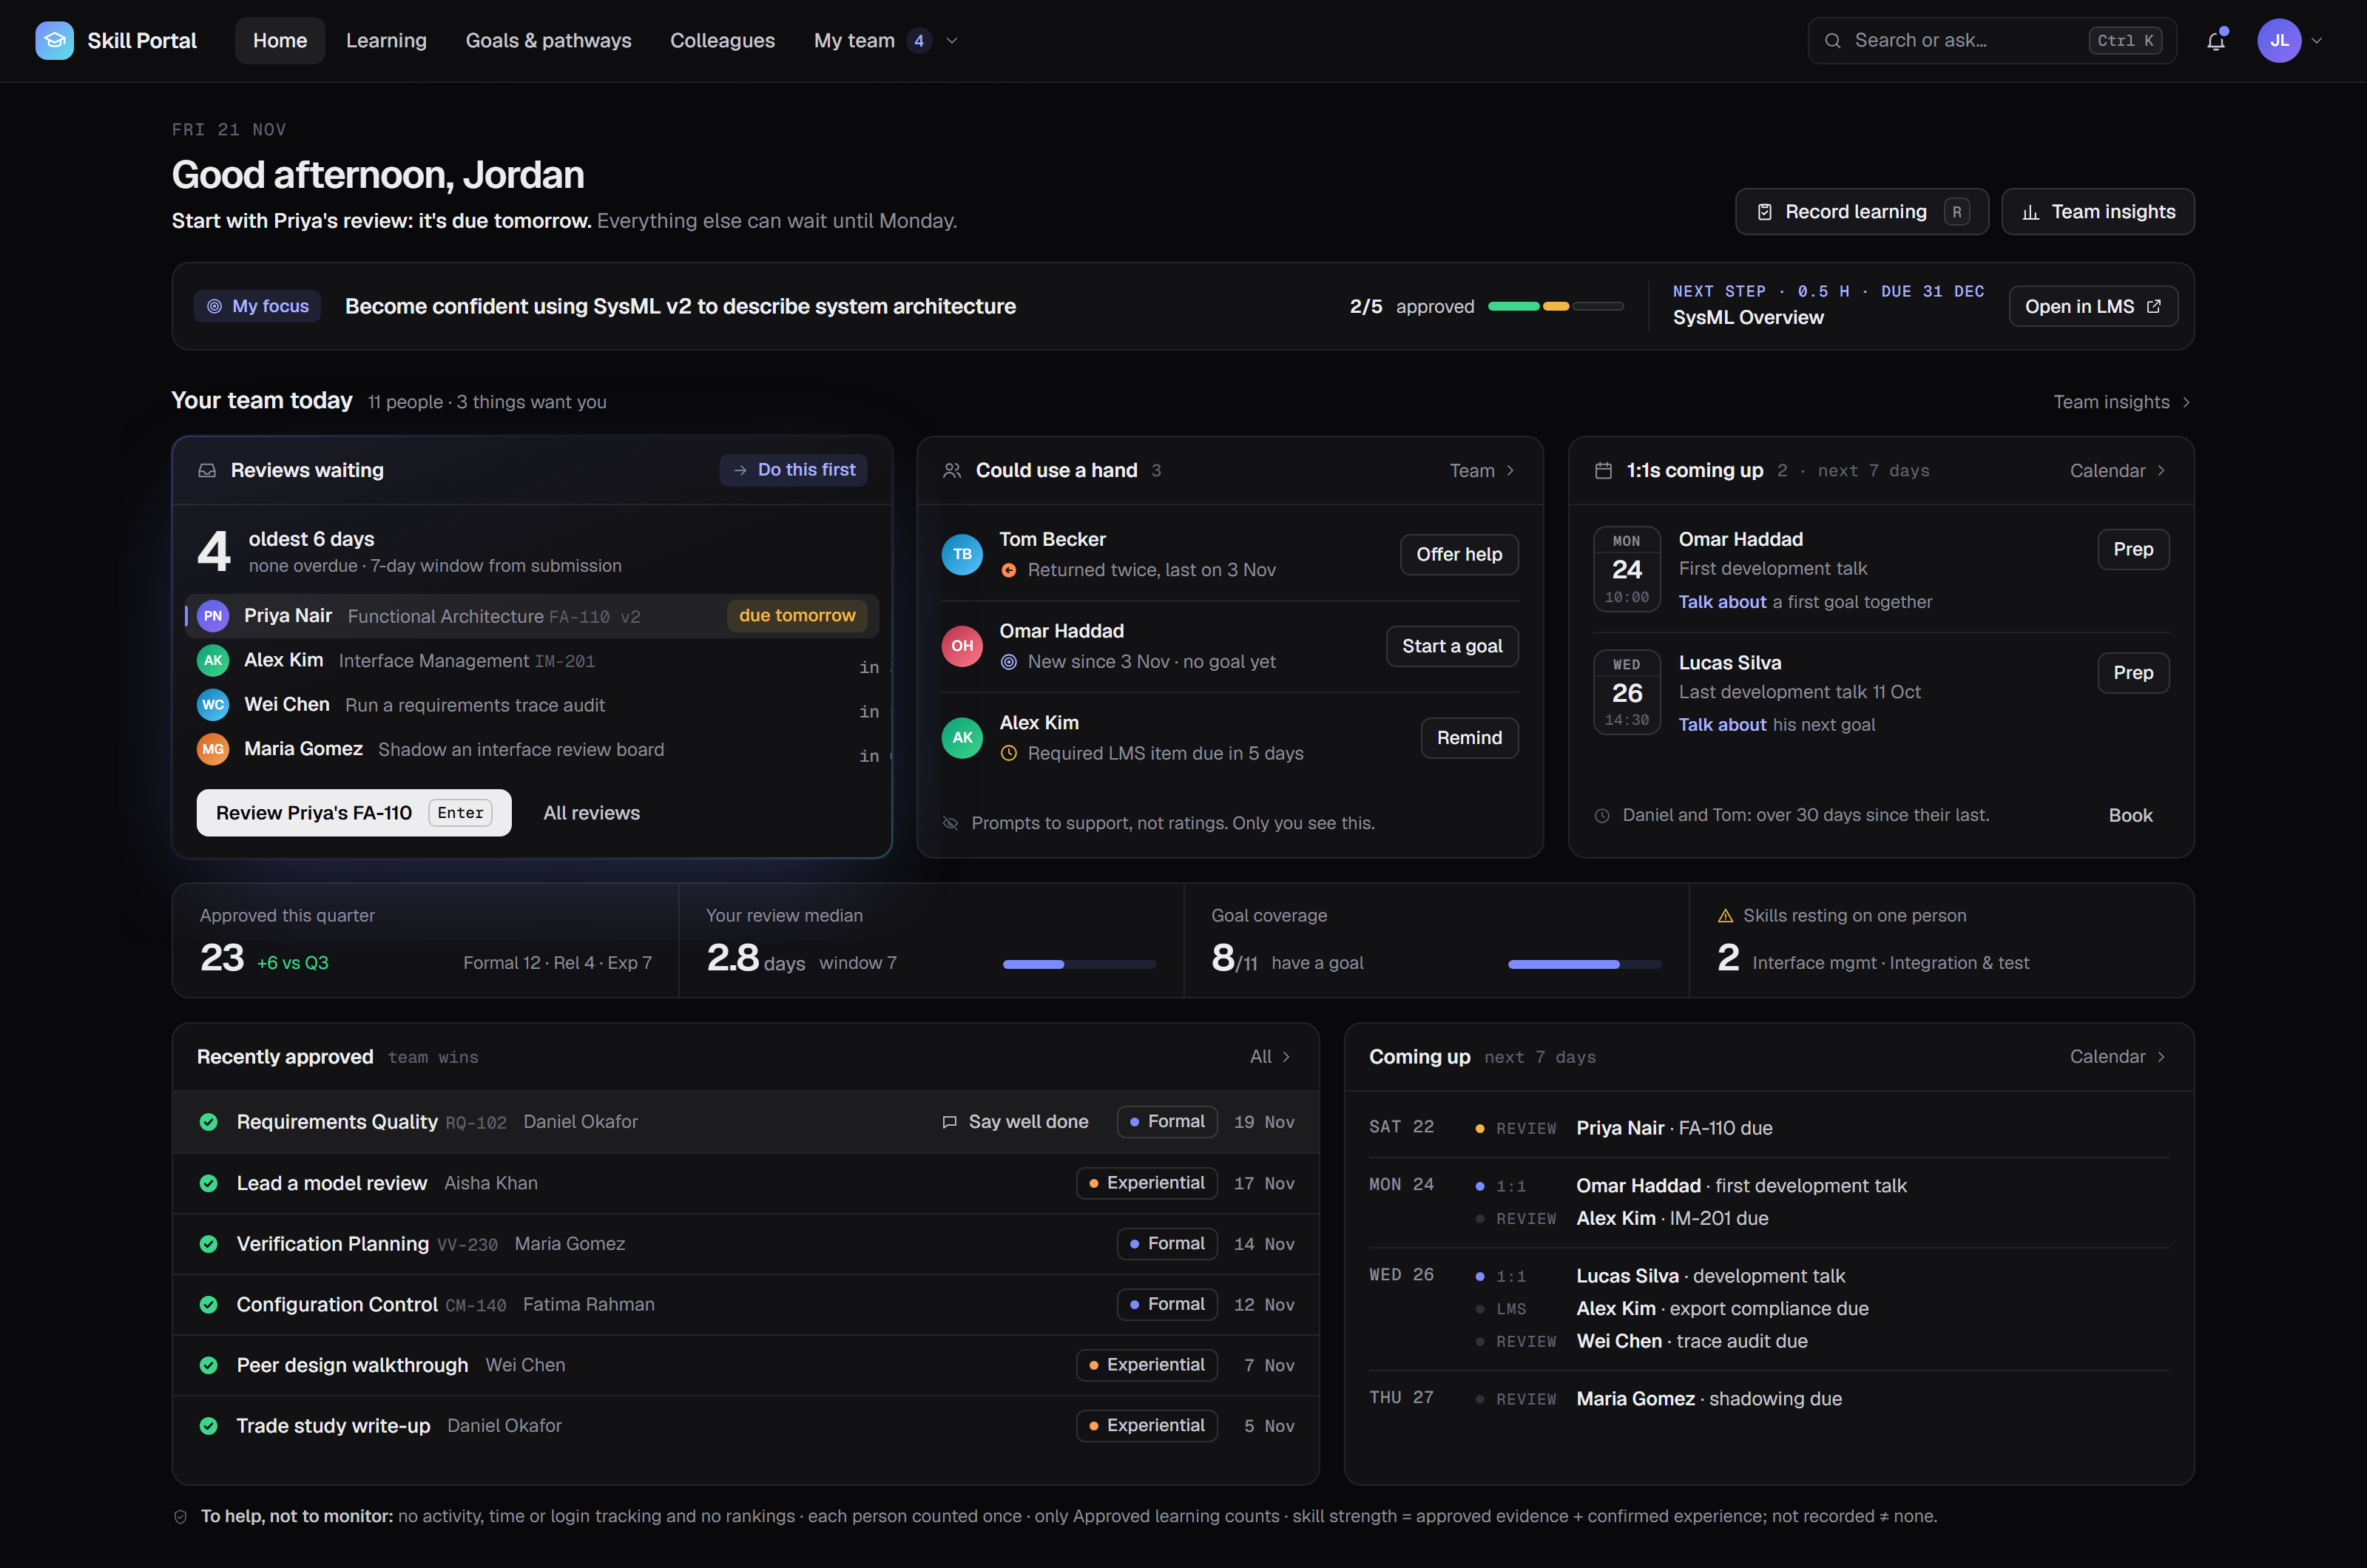 Skill Portal
Home
Learning
Goals & pathways
Colleagues
My team 4
Search or ask... Ctrl K
JL
FRI 21 NOV
Good afternoon, Jordan
Start with Priya's review: it's due tomorrow. Everything else can wait until Monday.
Record learning R
Team insights
My focus
Become confident using SysML v2 to describe system architecture
2/5 approved
NEXT STEP · 0.5 H · DUE 31 DEC
SysML Overview
Open in LMS
Your team today 11 people · 3 things want you
Team insights
Reviews waiting
Do this first
4
oldest 6 days
none overdue · 7-day window from submission
PN Priya Nair Functional Architecture FA-110 v2 due tomorrow
AK Alex Kim Interface Management IM-201 in
WC Wei Chen Run a requirements trace audit in
MG Maria Gomez Shadow an interface review board in
Review Priya's FA-110 Enter
All reviews
Could use a hand 3
Team
TB
Tom Becker
Returned twice, last on 3 Nov
Offer help
OH
Omar Haddad
New since 3 Nov · no goal yet
Start a goal
AK
Alex Kim
Required LMS item due in 5 days
Remind
Prompts to support, not ratings. Only you see this.
1:1s coming up 2 · next 7 days
Calendar
MON
24
10:00
Omar Haddad
First development talk
Talk about a first goal together
Prep
WED
26
14:30
Lucas Silva
Last development talk 11 Oct
Talk about his next goal
Prep
Daniel and Tom: over 30 days since their last.
Book
Approved this quarter
23 +6 vs Q3 Formal 12 · Rel 4 · Exp 7
Your review median
2.8 days window 7
Goal coverage
8/11 have a goal
Skills resting on one person
2 Interface mgmt · Integration & test
Recently approved team wins
All
Requirements Quality RQ-102 Daniel Okafor Say well done Formal 19 Nov
Lead a model review Aisha Khan Experiential 17 Nov
Verification Planning VV-230 Maria Gomez Formal 14 Nov
Configuration Control CM-140 Fatima Rahman Formal 12 Nov
Peer design walkthrough Wei Chen Experiential 7 Nov
Trade study write-up Daniel Okafor Experiential 5 Nov
Coming up next 7 days
Calendar
SAT 22 REVIEW Priya Nair · FA-110 due
MON 24 1:1 Omar Haddad · first development talk
REVIEW Alex Kim · IM-201 due
WED 26 1:1 Lucas Silva · development talk
LMS Alex Kim · export compliance due
REVIEW Wei Chen · trace audit due
THU 27 REVIEW Maria Gomez · shadowing due
To help, not to monitor: no activity, time or login tracking and no rankings · each person counted once · only Approved learning counts · skill strength = approved evidence + confirmed experience; not recorded ≠ none.